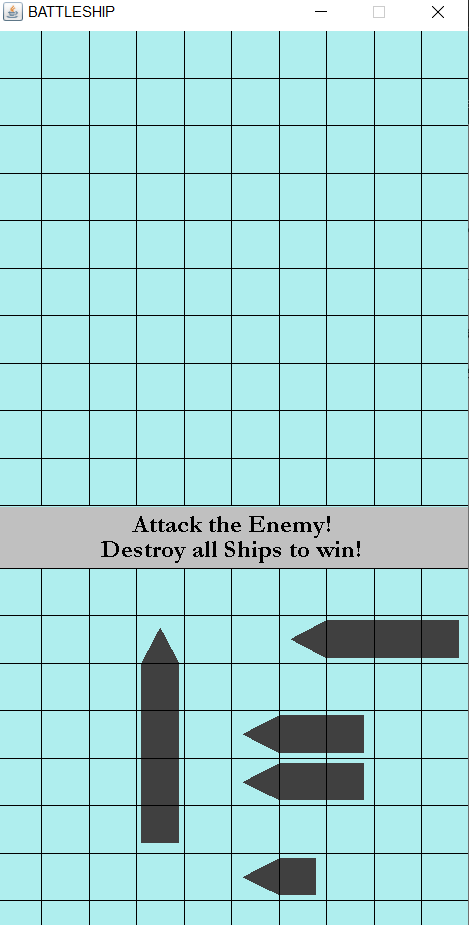 BATTLESHIP
Attack the Enemy!
Destroy all Ships to win!